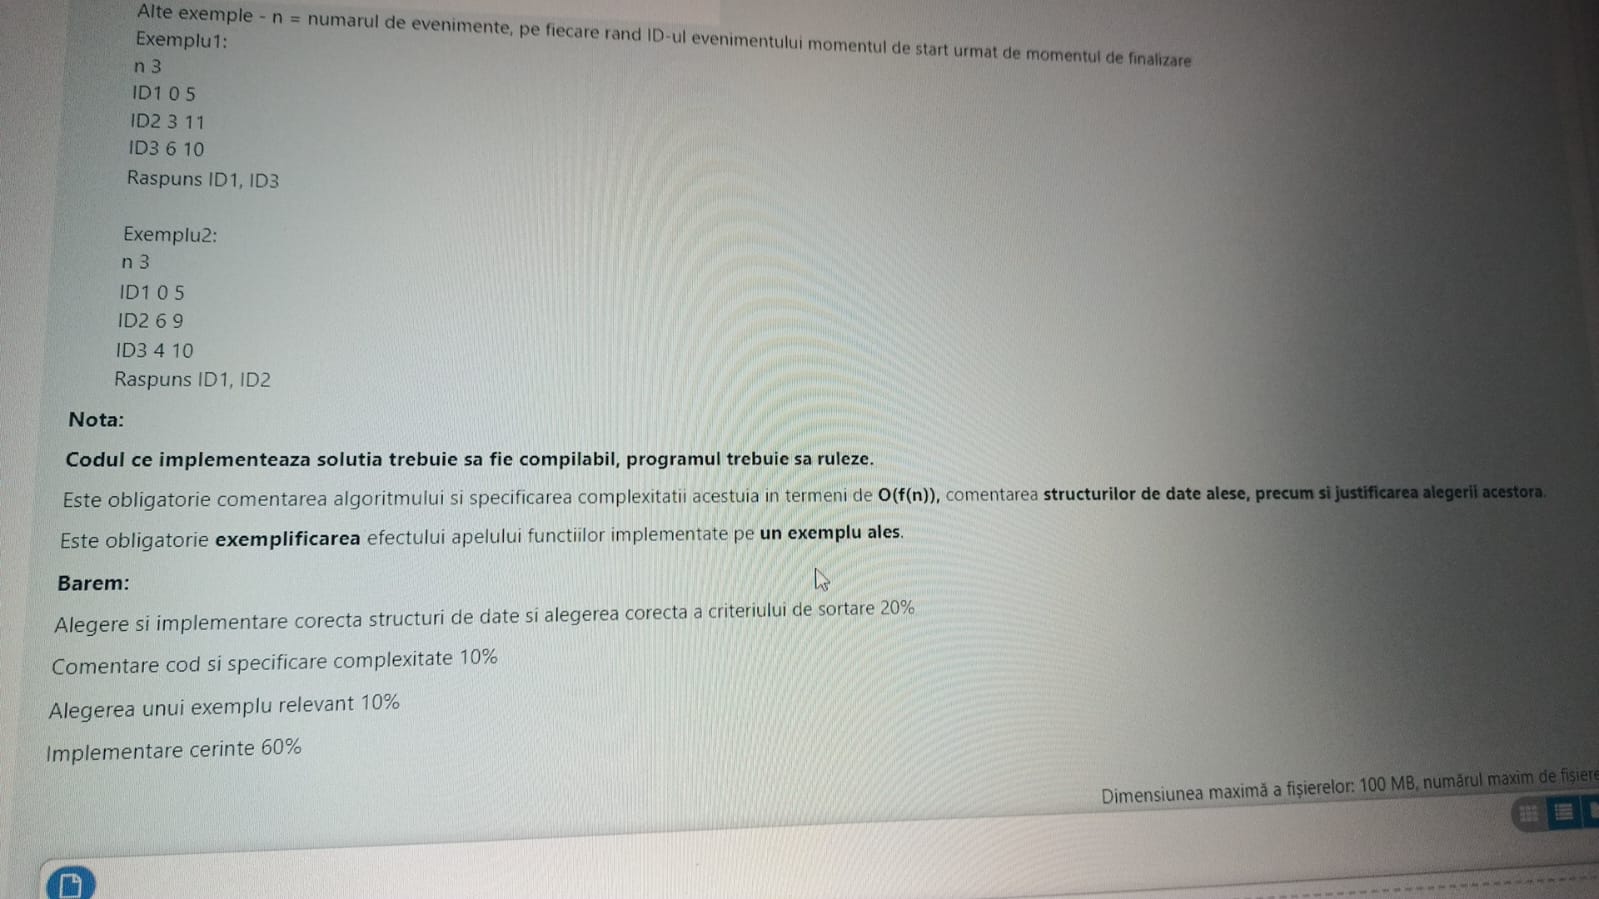 Alte exemple - n = numarul de evenimente, pe fiecare rand ID-ul evenimentului momentul de start urmat de momentul de finalizare
Exemplu1:
n 3
ID1 0 5
ID2 3 11
ID3 6 10
Raspuns ID1, ID3
Exemplu2:
n 3
ID1 0 5
ID2 6 9
ID3 4 10
Raspuns ID1, ID2
Nota:
Codul ce implementeaza solutia trebuie sa fie compilabil, programul trebuie sa ruleze.
Este obligatorie comentarea algoritmului si specificarea complexitatii acestuia in termeni de O(f(n)), comentarea structurilor de date alese, precum si justificarea alegerii acestora.
Este obligatorie exemplificarea efectului apelului functiilor implementate pe un exemplu ales.
Barem:
Alegere si implementare corecta structuri de date si alegerea corecta a criteriului de sortare 20%
Comentare cod si specificare complexitate 10%
Alegerea unui exemplu relevant 10%
Implementare cerinte 60%
Dimensiunea maximă a fișierelor: 100 MB, numărul maxim de fișiere